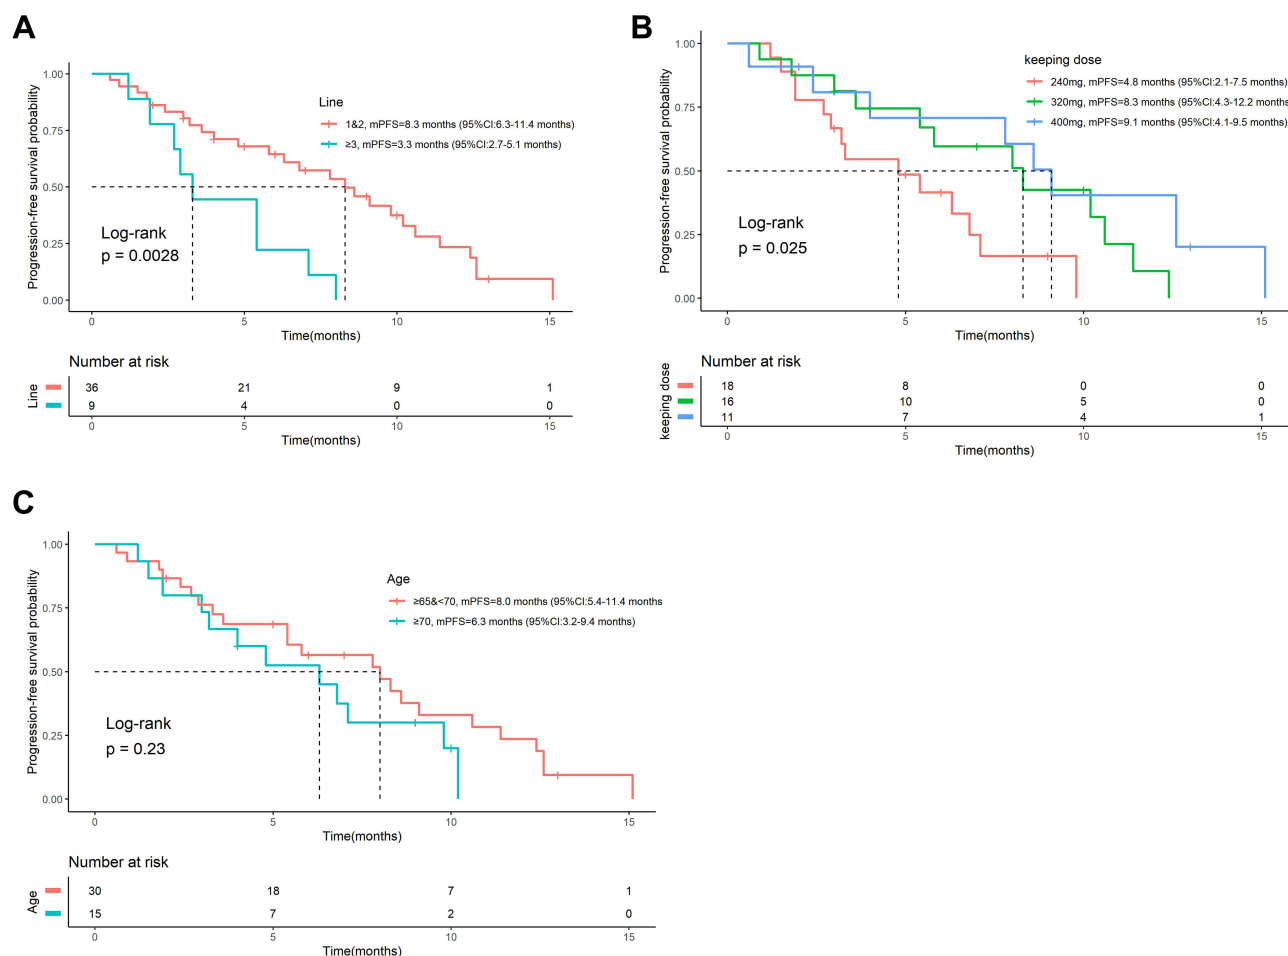 A
1.00
0.75
0.50
0.25
0.00
Progression-free survival probability
Line
1&2, mPFS=8.3 months (95%CI:6.3-11.4 months)
≥3, mPFS=3.3 months (95%CI:2.7-5.1 months)
Log-rank
p = 0.0028
0 5 10 15
Time(months)
Number at risk
Line
36 21 9 1
9 4 0 0
0 5 10 15
Time(months)
B
1.00
0.75
0.50
0.25
0.00
Progression-free survival probability
keeping dose
240mg, mPFS=4.8 months (95%CI:2.1-7.5 months)
320mg, mPFS=8.3 months (95%CI:4.3-12.2 months)
400mg, mPFS=9.1 months (95%CI:4.1-9.5 months)
Log-rank
p = 0.025
0 5 10 15
Time(months)
Number at risk
keeping dose
18 8 0 0
16 10 5 0
11 7 4 1
0 5 10 15
Time(months)
C
1.00
0.75
0.50
0.25
0.00
Progression-free survival probability
Age
≥65&<70, mPFS=8.0 months (95%CI:5.4-11.4 months
≥70, mPFS=6.3 months (95%CI:3.2-9.4 months)
Log-rank
p = 0.23
0 5 10 15
Time(months)
Number at risk
Age
30 18 7 1
15 7 2 0
0 5 10 15
Time(months)